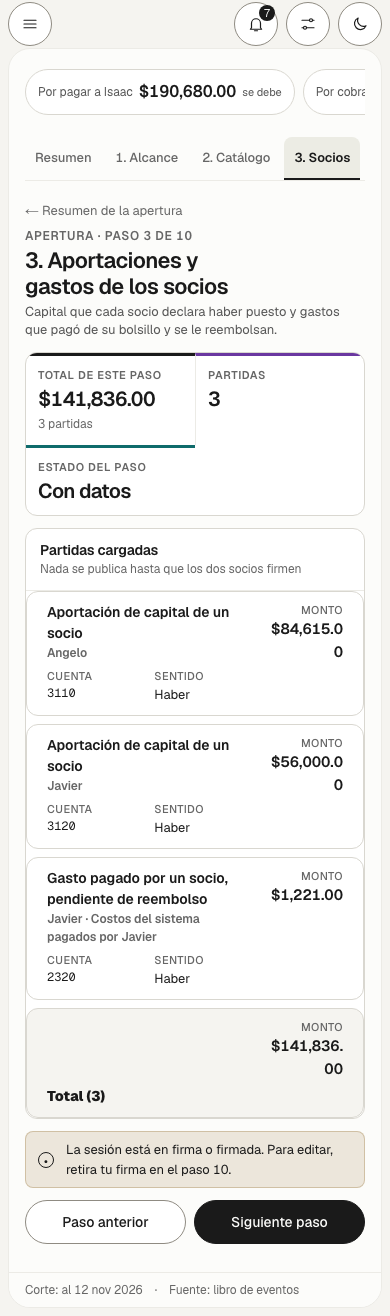 7
Por pagar a Isaac $190,680.00 se debe
Por cobra
Resumen 1. Alcance 2. Catálogo 3. Socios
← Resumen de la apertura
APERTURA · PASO 3 DE 10
3. Aportaciones y
gastos de los socios
Capital que cada socio declara haber puesto y gastos
que pagó de su bolsillo y se le reembolsan.
TOTAL DE ESTE PASO
$141,836.00
3 partidas
PARTIDAS
3
ESTADO DEL PASO
Con datos
Partidas cargadas
Nada se publica hasta que los dos socios firmen
Aportación de capital de un
socio
Angelo
MONTO
$84,615.0
0
CUENTA
3110
SENTIDO
Haber
Aportación de capital de un
socio
Javier
MONTO
$56,000.0
0
CUENTA
3120
SENTIDO
Haber
Gasto pagado por un socio,
pendiente de reembolso
Javier · Costos del sistema
pagados por Javier
MONTO
$1,221.00
CUENTA
2320
SENTIDO
Haber
MONTO
$141,836.
00
Total (3)
La sesión está en firma o firmada. Para editar,
retira tu firma en el paso 10.
Paso anterior
Siguiente paso
Corte: al 12 nov 2026 · Fuente: libro de eventos